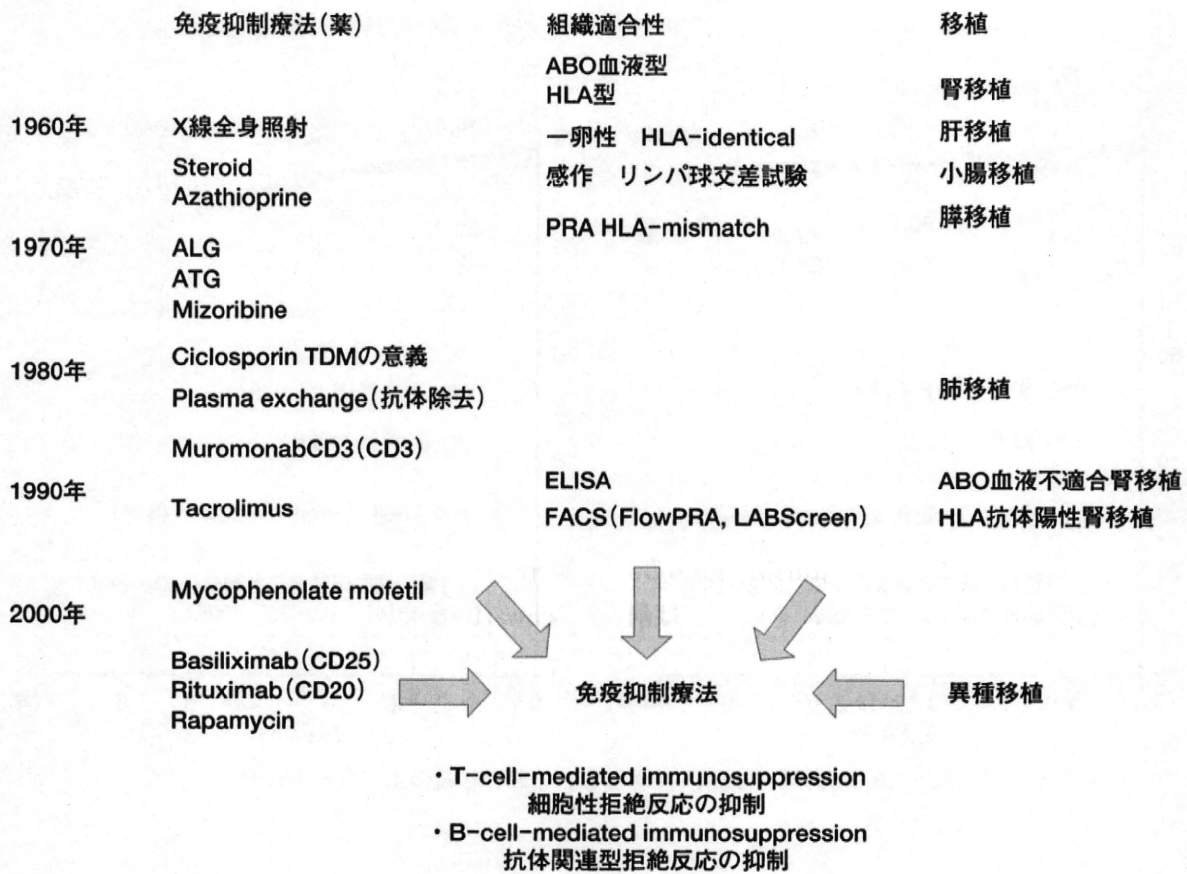 免疫抑制療法(薬) 組織適合性 移植
ABO血液型
HLA型 腎移植
1960年 X線全身照射 一卵性 HLA-identical 肝移植
Steroid 感作 リンパ球交差試験 小腸移植
Azathioprine
PRA HLA-mismatch 膵移植
1970年 ALG
ATG
Mizoribine
Ciclosporin TDMの意義
1980年
Plasma exchange(抗体除去) 肺移植
MuromonabCD3(CD3)
1990年 ELISA ABO血液不適合腎移植
Tacrolimus FACS(FlowPRA, LABScreen) HLA抗体陽性腎移植
Mycophenolate mofetil
2000年
Basiliximab(CD25)
Rituximab(CD20) 免疫抑制療法 異種移植
Rapamycin
・T-cell-mediated immunosuppression
細胞性拒絶反応の抑制
・B-cell-mediated immunosuppression
抗体関連型拒絶反応の抑制